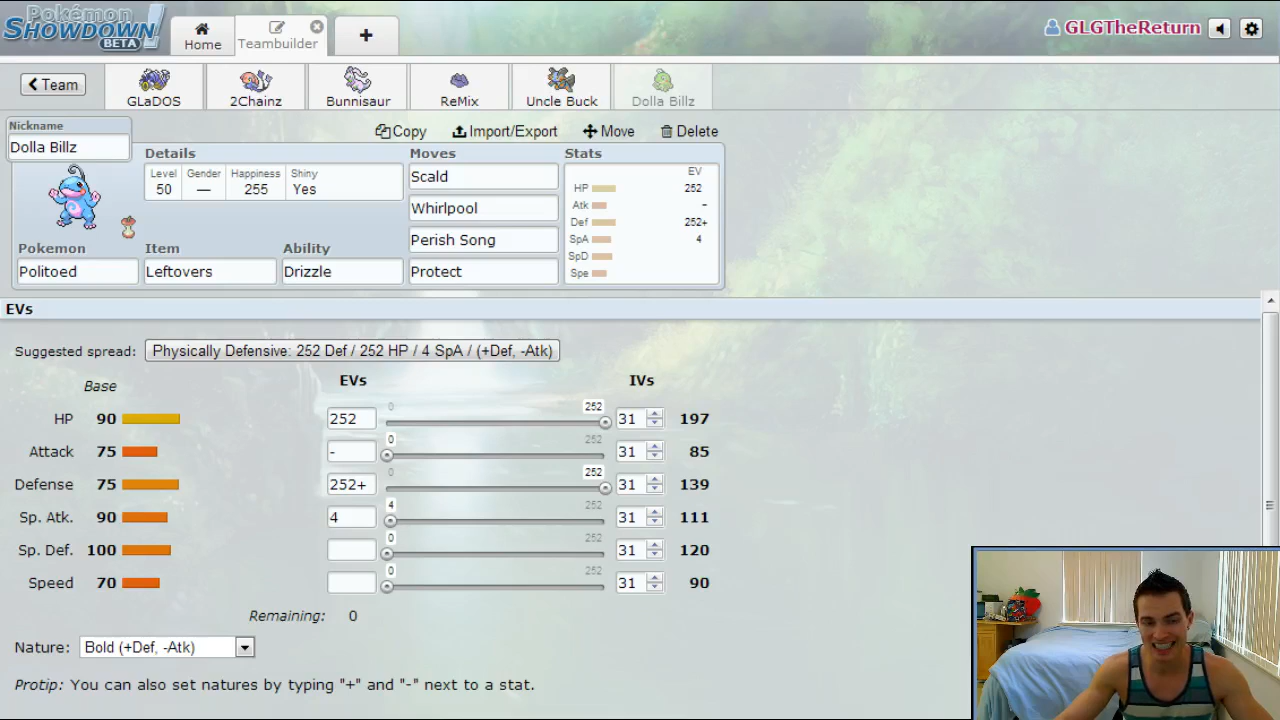 Pokémon
SHOWDOWN!
BETA
Home
Teambuilder
+
GLGTheReturn
Team
GLaDOS
2Chainz
Bunnisaur
ReMix
Uncle Buck
Dolla Billz
Nickname
Dolla Billz
Copy
Import/Export
Move
Delete
Details
Moves
Stats
Level
Gender
Happiness
Shiny
50
—
255
Yes
Scald
Whirlpool
Perish Song
Protect
EV
HP 252
Atk -
Def 252+
SpA 4
SpD
Spe
Pokemon
Item
Ability
Politoed
Leftovers
Drizzle
EVs
Suggested spread: Physically Defensive: 252 Def / 252 HP / 4 SpA / (+Def, -Atk)
Base EVs IVs
HP 90 252 0 252 31 197
Attack 75 - 0 252 31 85
Defense 75 252+ 0 252 31 139
Sp. Atk. 90 4 4 252 31 111
Sp. Def. 100 0 252 31 120
Speed 70 0 252 31 90
Remaining: 0
Nature: Bold (+Def, -Atk)
Protip: You can also set natures by typing "+" and "-" next to a stat.